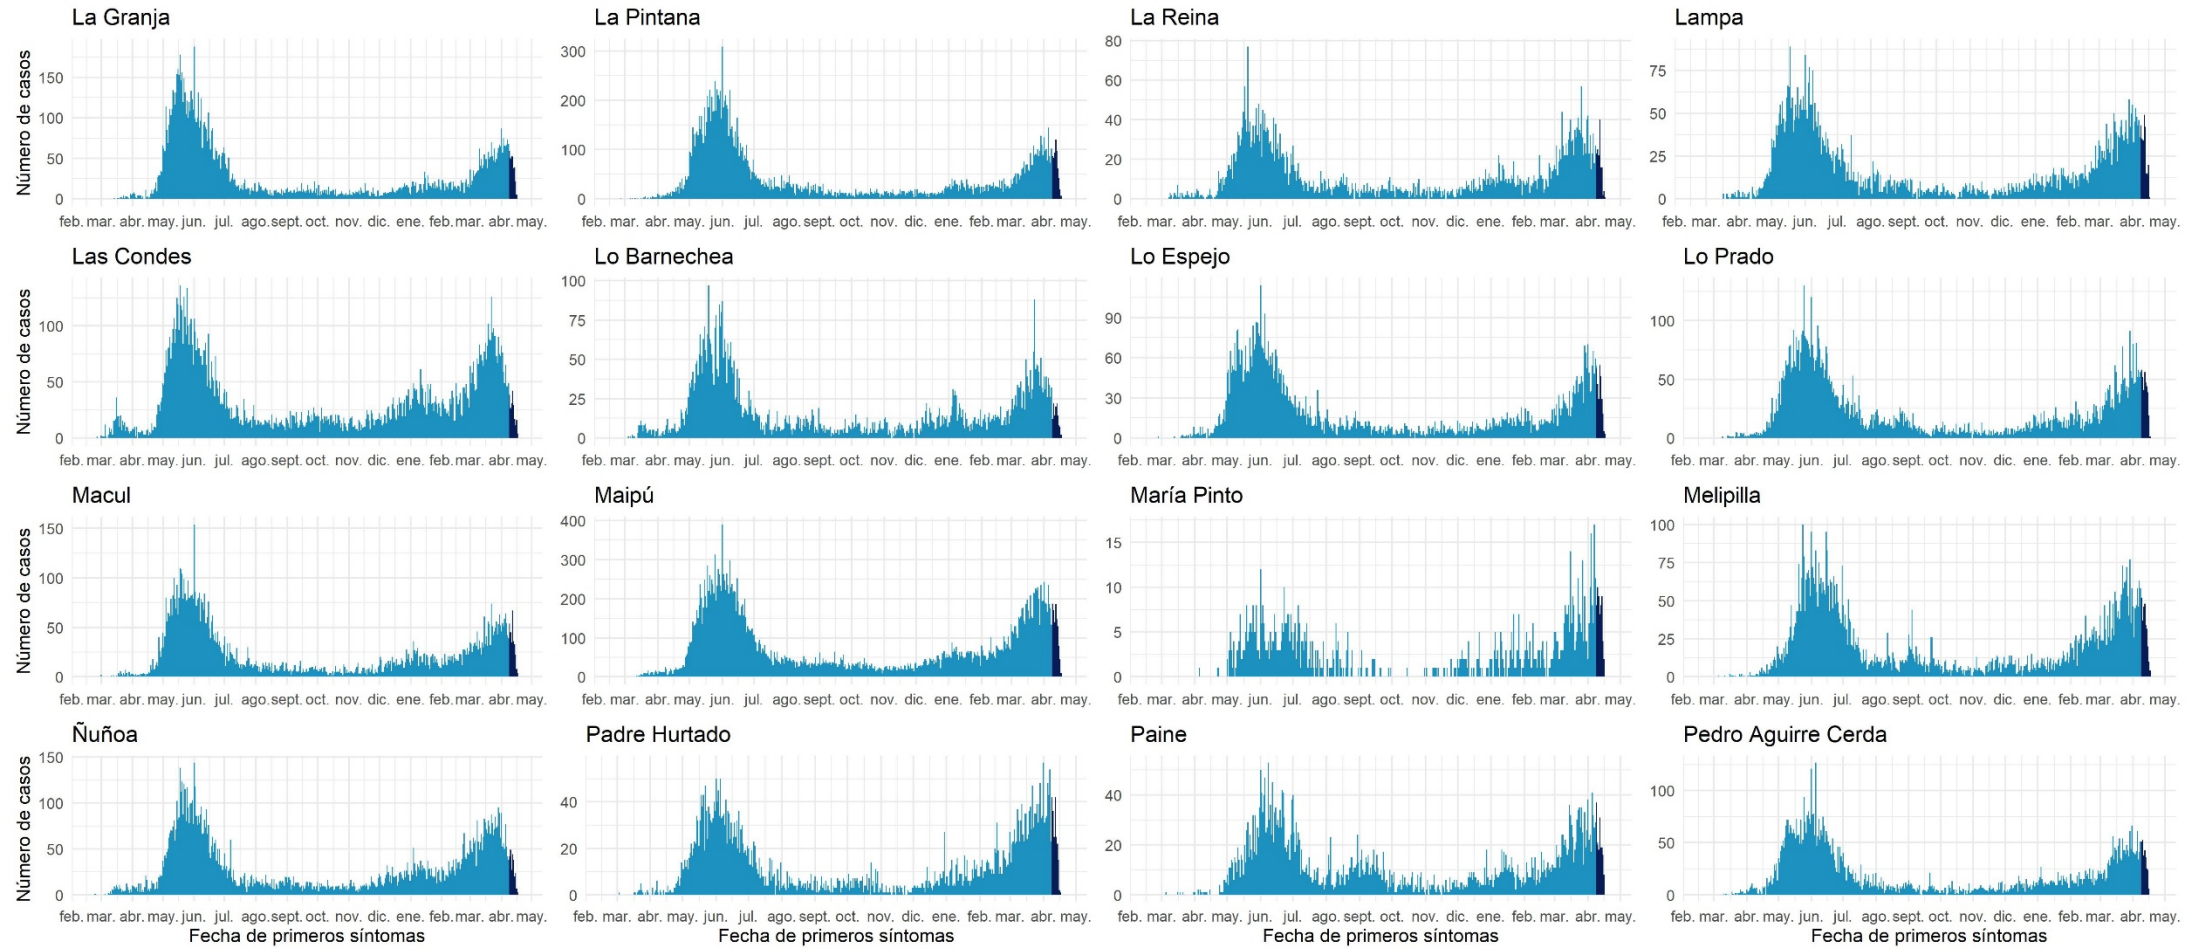 La Granja
La Pintana
La Reina
Lampa
Número de casos
150
100
50
0
300
200
100
0
80
60
40
20
0
75
50
25
0
feb. mar. abr. may. jun. jul. ago. sept. oct. nov. dic. ene. feb. mar. abr. may.
feb. mar. abr. may. jun. jul. ago. sept. oct. nov. dic. ene. feb. mar. abr. may.
feb. mar. abr. may. jun. jul. ago. sept. oct. nov. dic. ene. feb. mar. abr. may.
feb. mar. abr. may. jun. jul. ago. sept. oct. nov. dic. ene. feb. mar. abr. may.
Las Condes
Lo Barnechea
Lo Espejo
Lo Prado
Número de casos
100
50
0
100
75
50
25
0
90
60
30
0
100
50
0
feb. mar. abr. may. jun. jul. ago. sept. oct. nov. dic. ene. feb. mar. abr. may.
feb. mar. abr. may. jun. jul. ago. sept. oct. nov. dic. ene. feb. mar. abr. may.
feb. mar. abr. may. jun. jul. ago. sept. oct. nov. dic. ene. feb. mar. abr. may.
feb. mar. abr. may. jun. jul. ago. sept. oct. nov. dic. ene. feb. mar. abr. may.
Macul
Maipú
María Pinto
Melipilla
Número de casos
150
100
50
0
400
300
200
100
0
15
10
5
0
100
75
50
25
0
feb. mar. abr. may. jun. jul. ago. sept. oct. nov. dic. ene. feb. mar. abr. may.
feb. mar. abr. may. jun. jul. ago. sept. oct. nov. dic. ene. feb. mar. abr. may.
feb. mar. abr. may. jun. jul. ago. sept. oct. nov. dic. ene. feb. mar. abr. may.
feb. mar. abr. may. jun. jul. ago. sept. oct. nov. dic. ene. feb. mar. abr. may.
Ñuñoa
Padre Hurtado
Paine
Pedro Aguirre Cerda
Número de casos
150
100
50
0
40
20
0
40
20
0
100
50
0
feb. mar. abr. may. jun. jul. ago. sept. oct. nov. dic. ene. feb. mar. abr. may.
feb. mar. abr. may. jun. jul. ago. sept. oct. nov. dic. ene. feb. mar. abr. may.
feb. mar. abr. may. jun. jul. ago. sept. oct. nov. dic. ene. feb. mar. abr. may.
feb. mar. abr. may. jun. jul. ago. sept. oct. nov. dic. ene. feb. mar. abr. may.
Fecha de primeros síntomas
Fecha de primeros síntomas
Fecha de primeros síntomas
Fecha de primeros síntomas